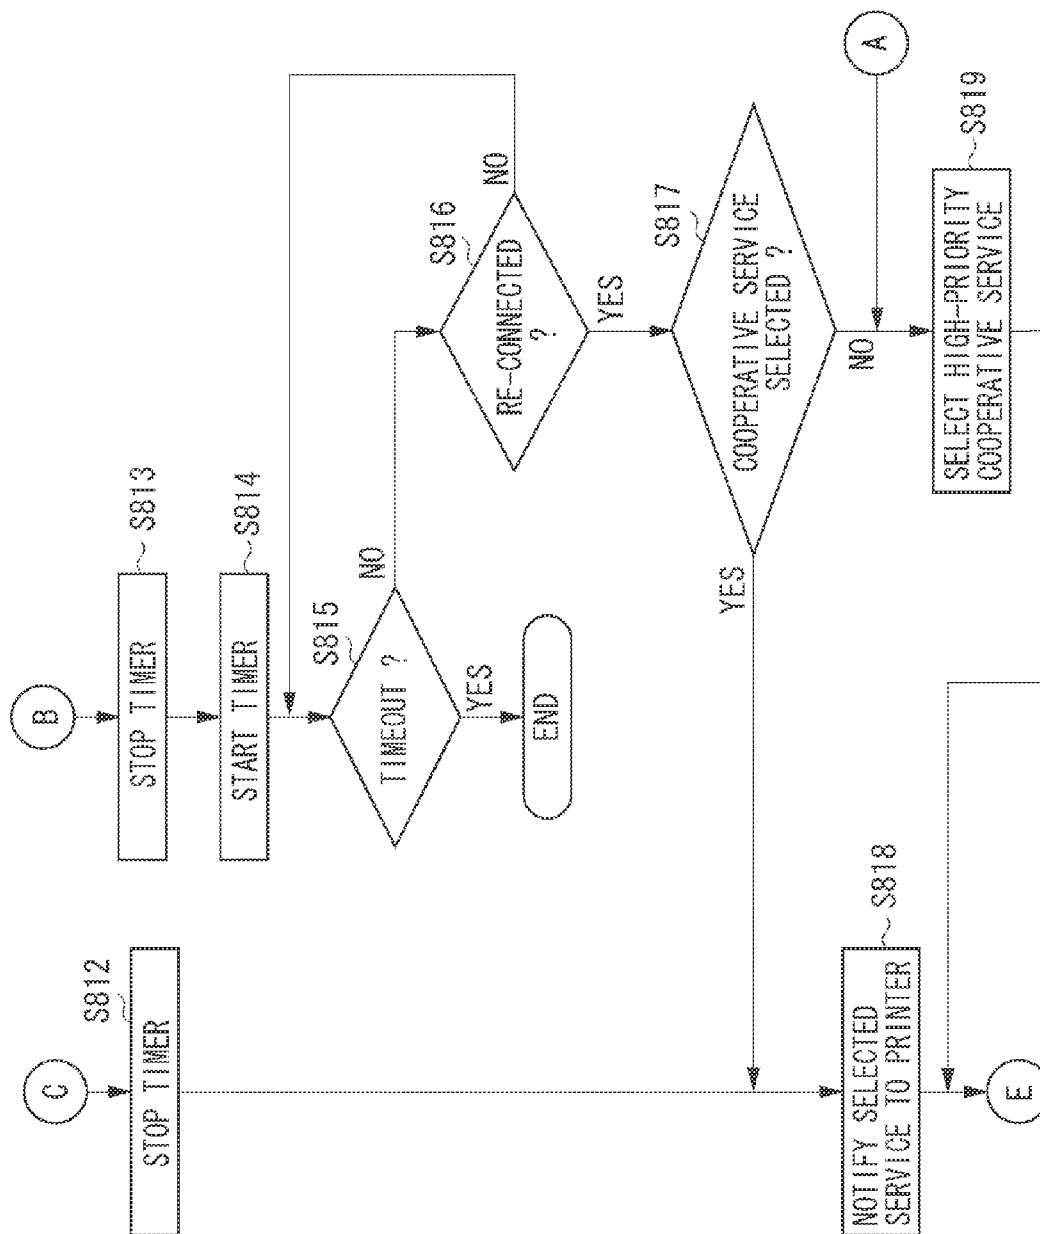 C
S812
STOP TIMER
B
S813
STOP TIMER
S814
START TIMER
S815
TIMEOUT ?
NO
YES
END
S816
RE-CONNECTED
?
NO
YES
S817
COOPERATIVE SERVICE
SELECTED ?
YES
NO
A
S818
NOTIFY SELECTED
SERVICE TO PRINTER
S819
SELECT HIGH-PRIORITY
COOPERATIVE SERVICE
E